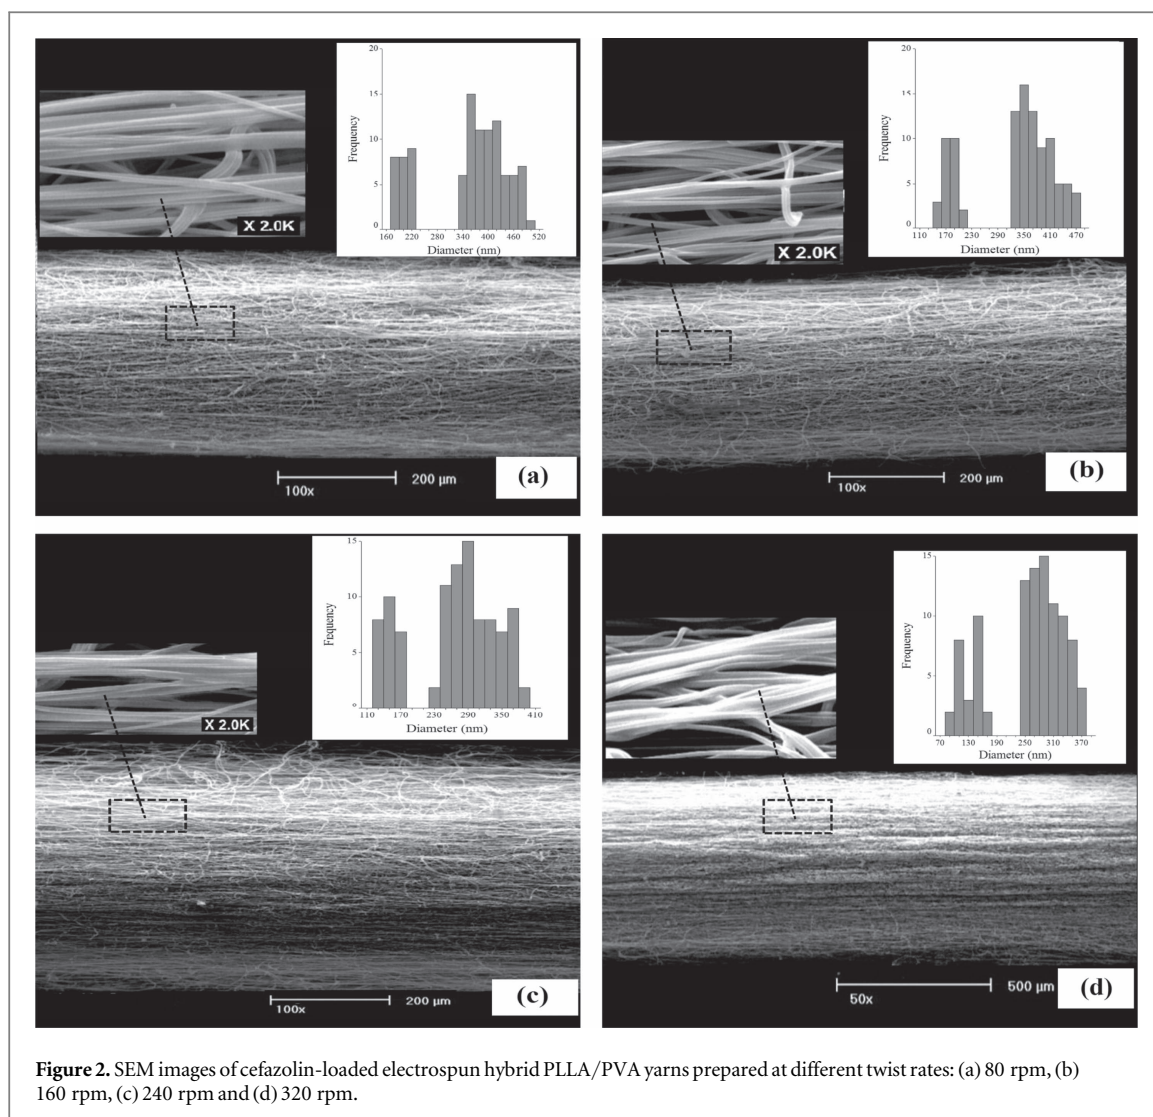 20
15
10
5
0
Frequency
160 220 280 340 400 460 520
Diameter (nm)
X 2.0K
100x
200 µm
(a)
20
15
10
5
0
Frequency
110 170 230 290 350 410 470
Diameter (nm)
X 2.0K
100x
200 µm
(b)
15
10
5
0
Frequency
110 170 230 290 350 410
Diameter (nm)
X 2.0K
100x
200 µm
(c)
15
10
5
0
Frequency
70 130 190 250 310 370
Diameter (nm)
50x
500 µm
(d)
Figure 2. SEM images of cefazolin-loaded electrospun hybrid PLLA/PVA yarns prepared at different twist rates: (a) 80 rpm, (b)
160 rpm, (c) 240 rpm and (d) 320 rpm.